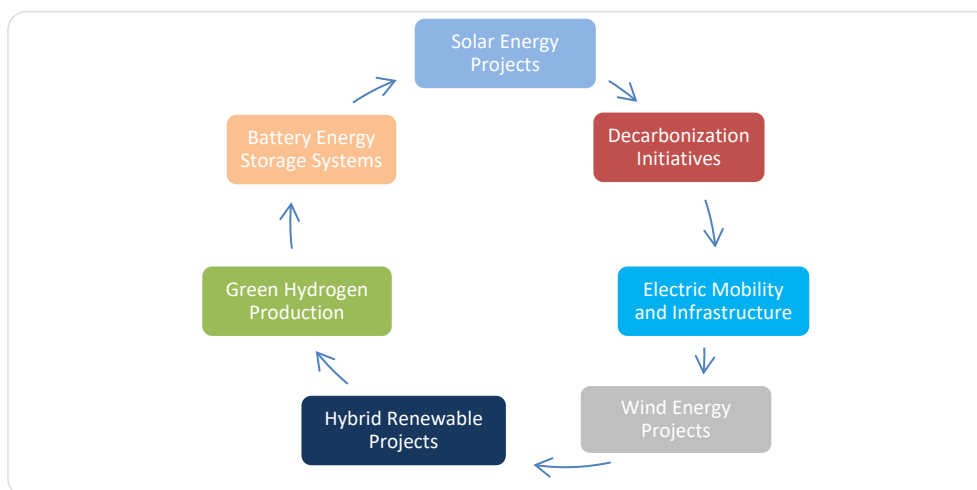 Solar Energy
Projects
Decarbonization
Initiatives
Electric Mobility
and Infrastructure
Wind Energy
Projects
Hybrid Renewable
Projects
Green Hydrogen
Production
Battery Energy
Storage Systems